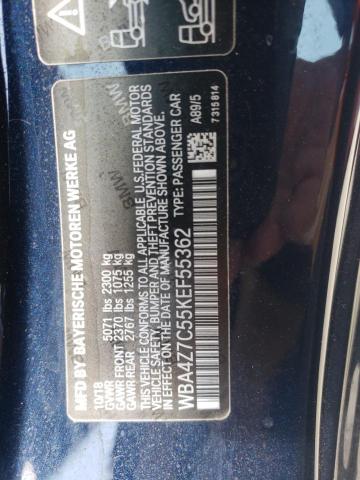 MFD BY: BAYERISCHE MOTOREN WERKE AG
10/18
GVWR 5071 lbs 2300 kg
GAWR FRONT 2370 lbs 1075 kg
GAWR REAR 2767 lbs 1255 kg
THIS VEHICLE CONFORMS TO ALL APPLICABLE U.S.FEDERAL MOTOR
VEHICLE SAFETY, BUMPER AND THEFT PREVENTION STANDARDS
IN EFFECT ON THE DATE OF MANUFACTURE SHOWN ABOVE.
WBA4Z7C55KEF55362 TYPE: PASSENGER CAR
A89/5
7 315 814